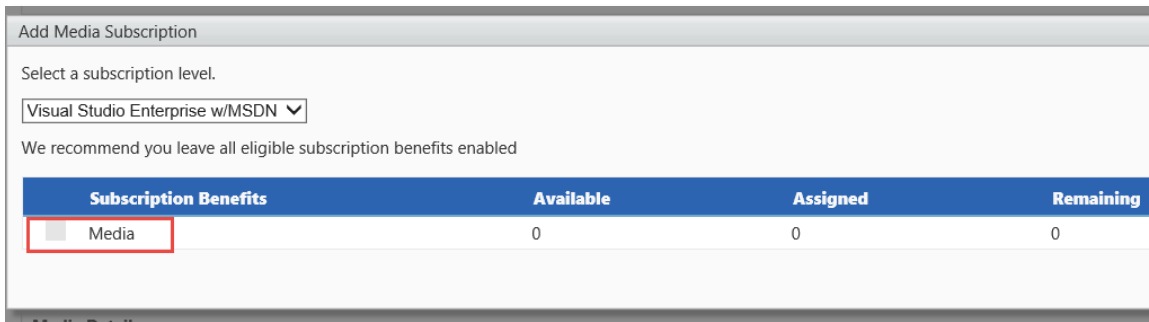 Add Media Subscription
Select a subscription level.
Visual Studio Enterprise w/MSDN
We recommend you leave all eligible subscription benefits enabled
Subscription Benefits Available Assigned Remaining
Media 0 0 0